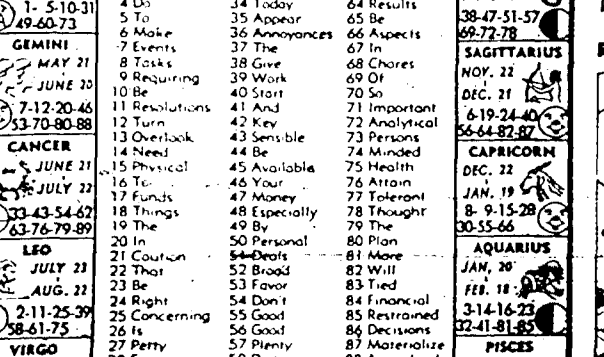 1- 5-10-31
49-60-73
GEMINI
MAY 21
JUNE 20
7-12-20-46
53-70-80-88
CANCER
JUNE 21
JULY 22
33-43-54-62
63-76-79-89
LEO
JULY 23
AUG. 22
2-11-25-39
58-61-75
VIRGO
4 Do
5 To
6 Make
7 Events
8 Tasks
9 Requiring
10 Be
11 Resolutions
12 Turn
13 Overlook
14 Need
15 Physical
16 To
17 Funds
18 Things
19 The
20 In
21 Caution
22 That
23 Be
24 Right
25 Concerning
26 Is
27 Petty
34 Today
35 Appear
36 Annoyances
37 The
38 Give
39 Work
40 Start
41 And
42 Key
43 Sensible
44 Be
45 Available
46 Your
47 Money
48 Especially
49 By
50 Personal
51 Deals
52 Broad
53 Favor
54 Don't
55 Good
56 Good
57 Plenty
64 Results
65 Be
66 Aspects
67 In
68 Chores
69 Of
70 So
71 Important
72 Analytical
73 Persons
74 Minded
75 Health
76 Attain
77 Tolerant
78 Thought
79 The
80 Plan
81 More
82 Will
83 Tied
84 Financial
85 Restrained
86 Decisions
87 Materialize
38-47-51-57
69-72-78
SAGITTARIUS
NOV. 22
DEC. 21
6-19-24-40
56-64-82-87
CAPRICORN
DEC. 22
JAN. 19
8- 9-15-28
30-55-66
AQUARIUS
JAN. 20
FEB. 18
3-14-16-23
32-41-81-85
PISCES